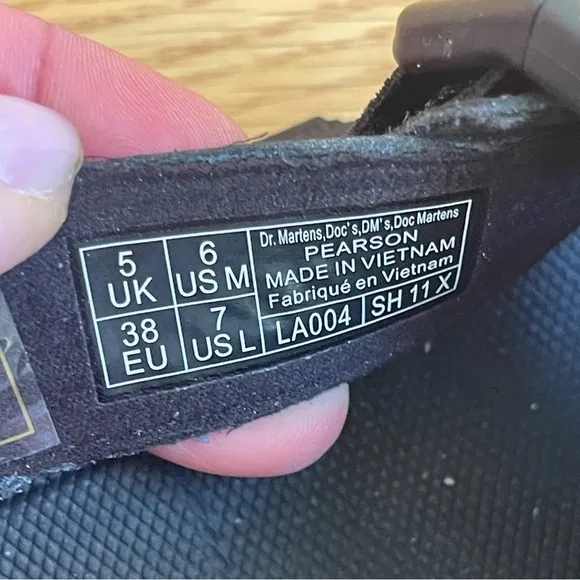 5 UK
6 US M
38 EU
7 US L
Dr. Martens,Doc's,DM's,Doc Martens
PEARSON
MADE IN VIETNAM
Fabriqué en Vietnam
LA004
SH 11 X